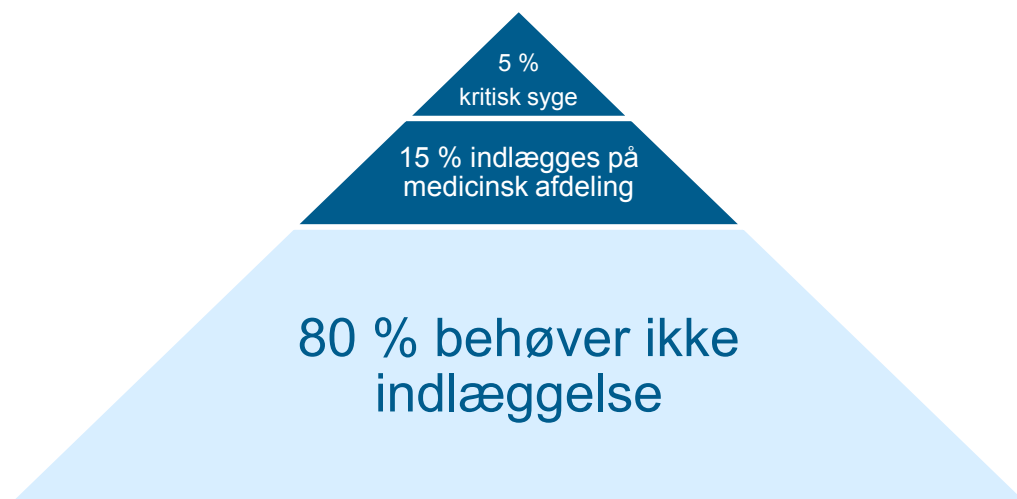 5 %
kritisk syge
15 % indlægges på
medicinsk afdeling
80 % behøver ikke
indlæggelse